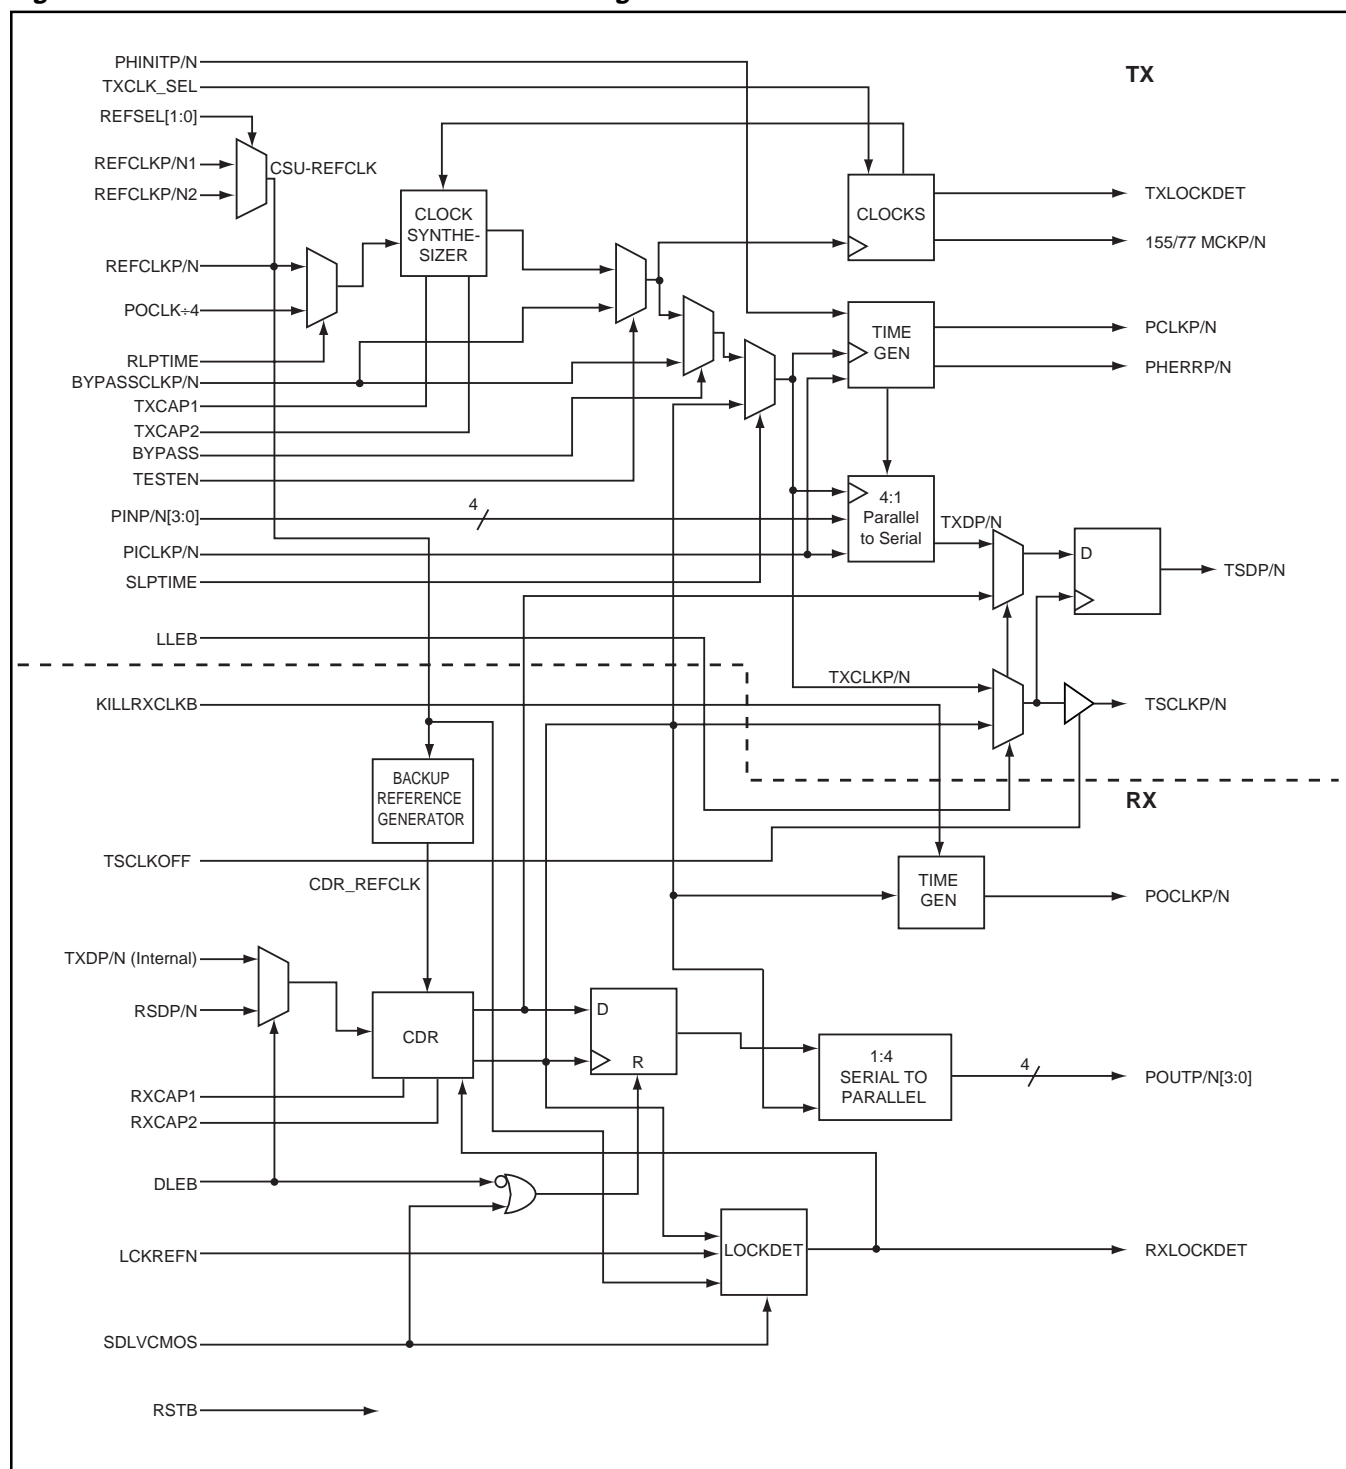 PHINITP/N
TX
TXCLK_SEL
REFSEL[1:0]
REFCLKP/N1
CSU-REFCLK
REFCLKP/N2
TXLOCKDET
CLOCKS
CLOCK
SYNTHE-
SIZER
155/77 MCKP/N
REFCLKP/N
POCLK÷4
TIME
GEN
PCLKP/N
RLPTIME
PHERRP/N
BYPASSCLKP/N
TXCAP1
TXCAP2
BYPASS
TESTEN
4:1
Parallel
to Serial
4
PINP/N[3:0]
TXDP/N
PICLKP/N
D
TSDP/N
SLPTIME
LLEB
TXCLKP/N
KILLRXCLKB
TSCLKP/N
BACKUP
REFERENCE
GENERATOR
RX
TSCLKOFF
CDR_REFCLK
TIME
GEN
POCLKP/N
TXDP/N (Internal)
RSDP/N
D
R
CDR
1:4
SERIAL TO
PARALLEL
4
POUTP/N[3:0]
RXCAP1
RXCAP2
DLEB
LOCKDET
RXLOCKDET
LCKREFN
SDLVCMOS
RSTB